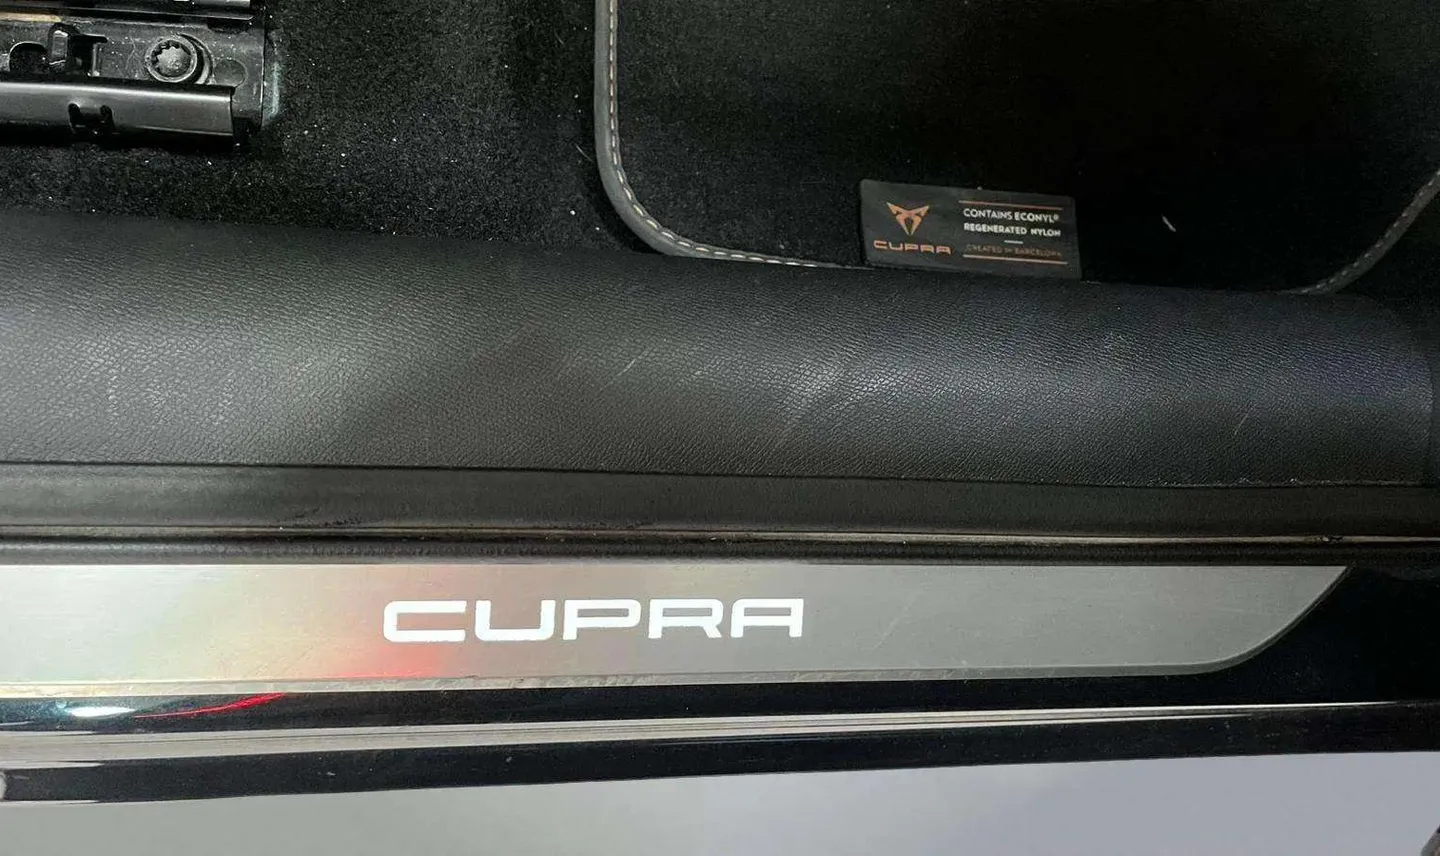 CUPRA
CONTAINS ECONYL®
REGENERATED NYLON
CREATED IN BARCELONA
CUPRA